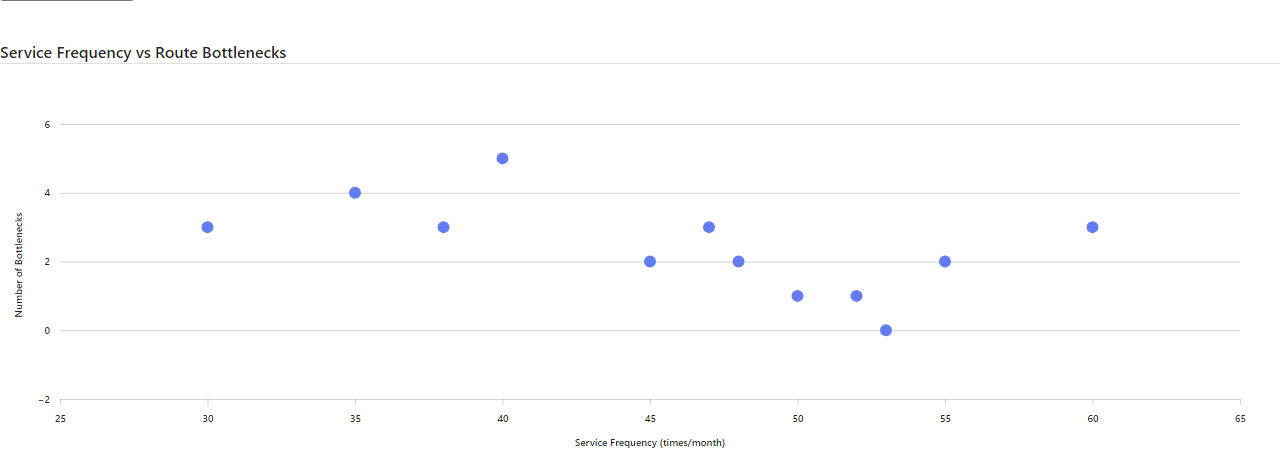 Service Frequency vs Route Bottlenecks
6
4
2
0
−2
Number of Bottlenecks
25 30 35 40 45 50 55 60 65
Service Frequency (times/month)